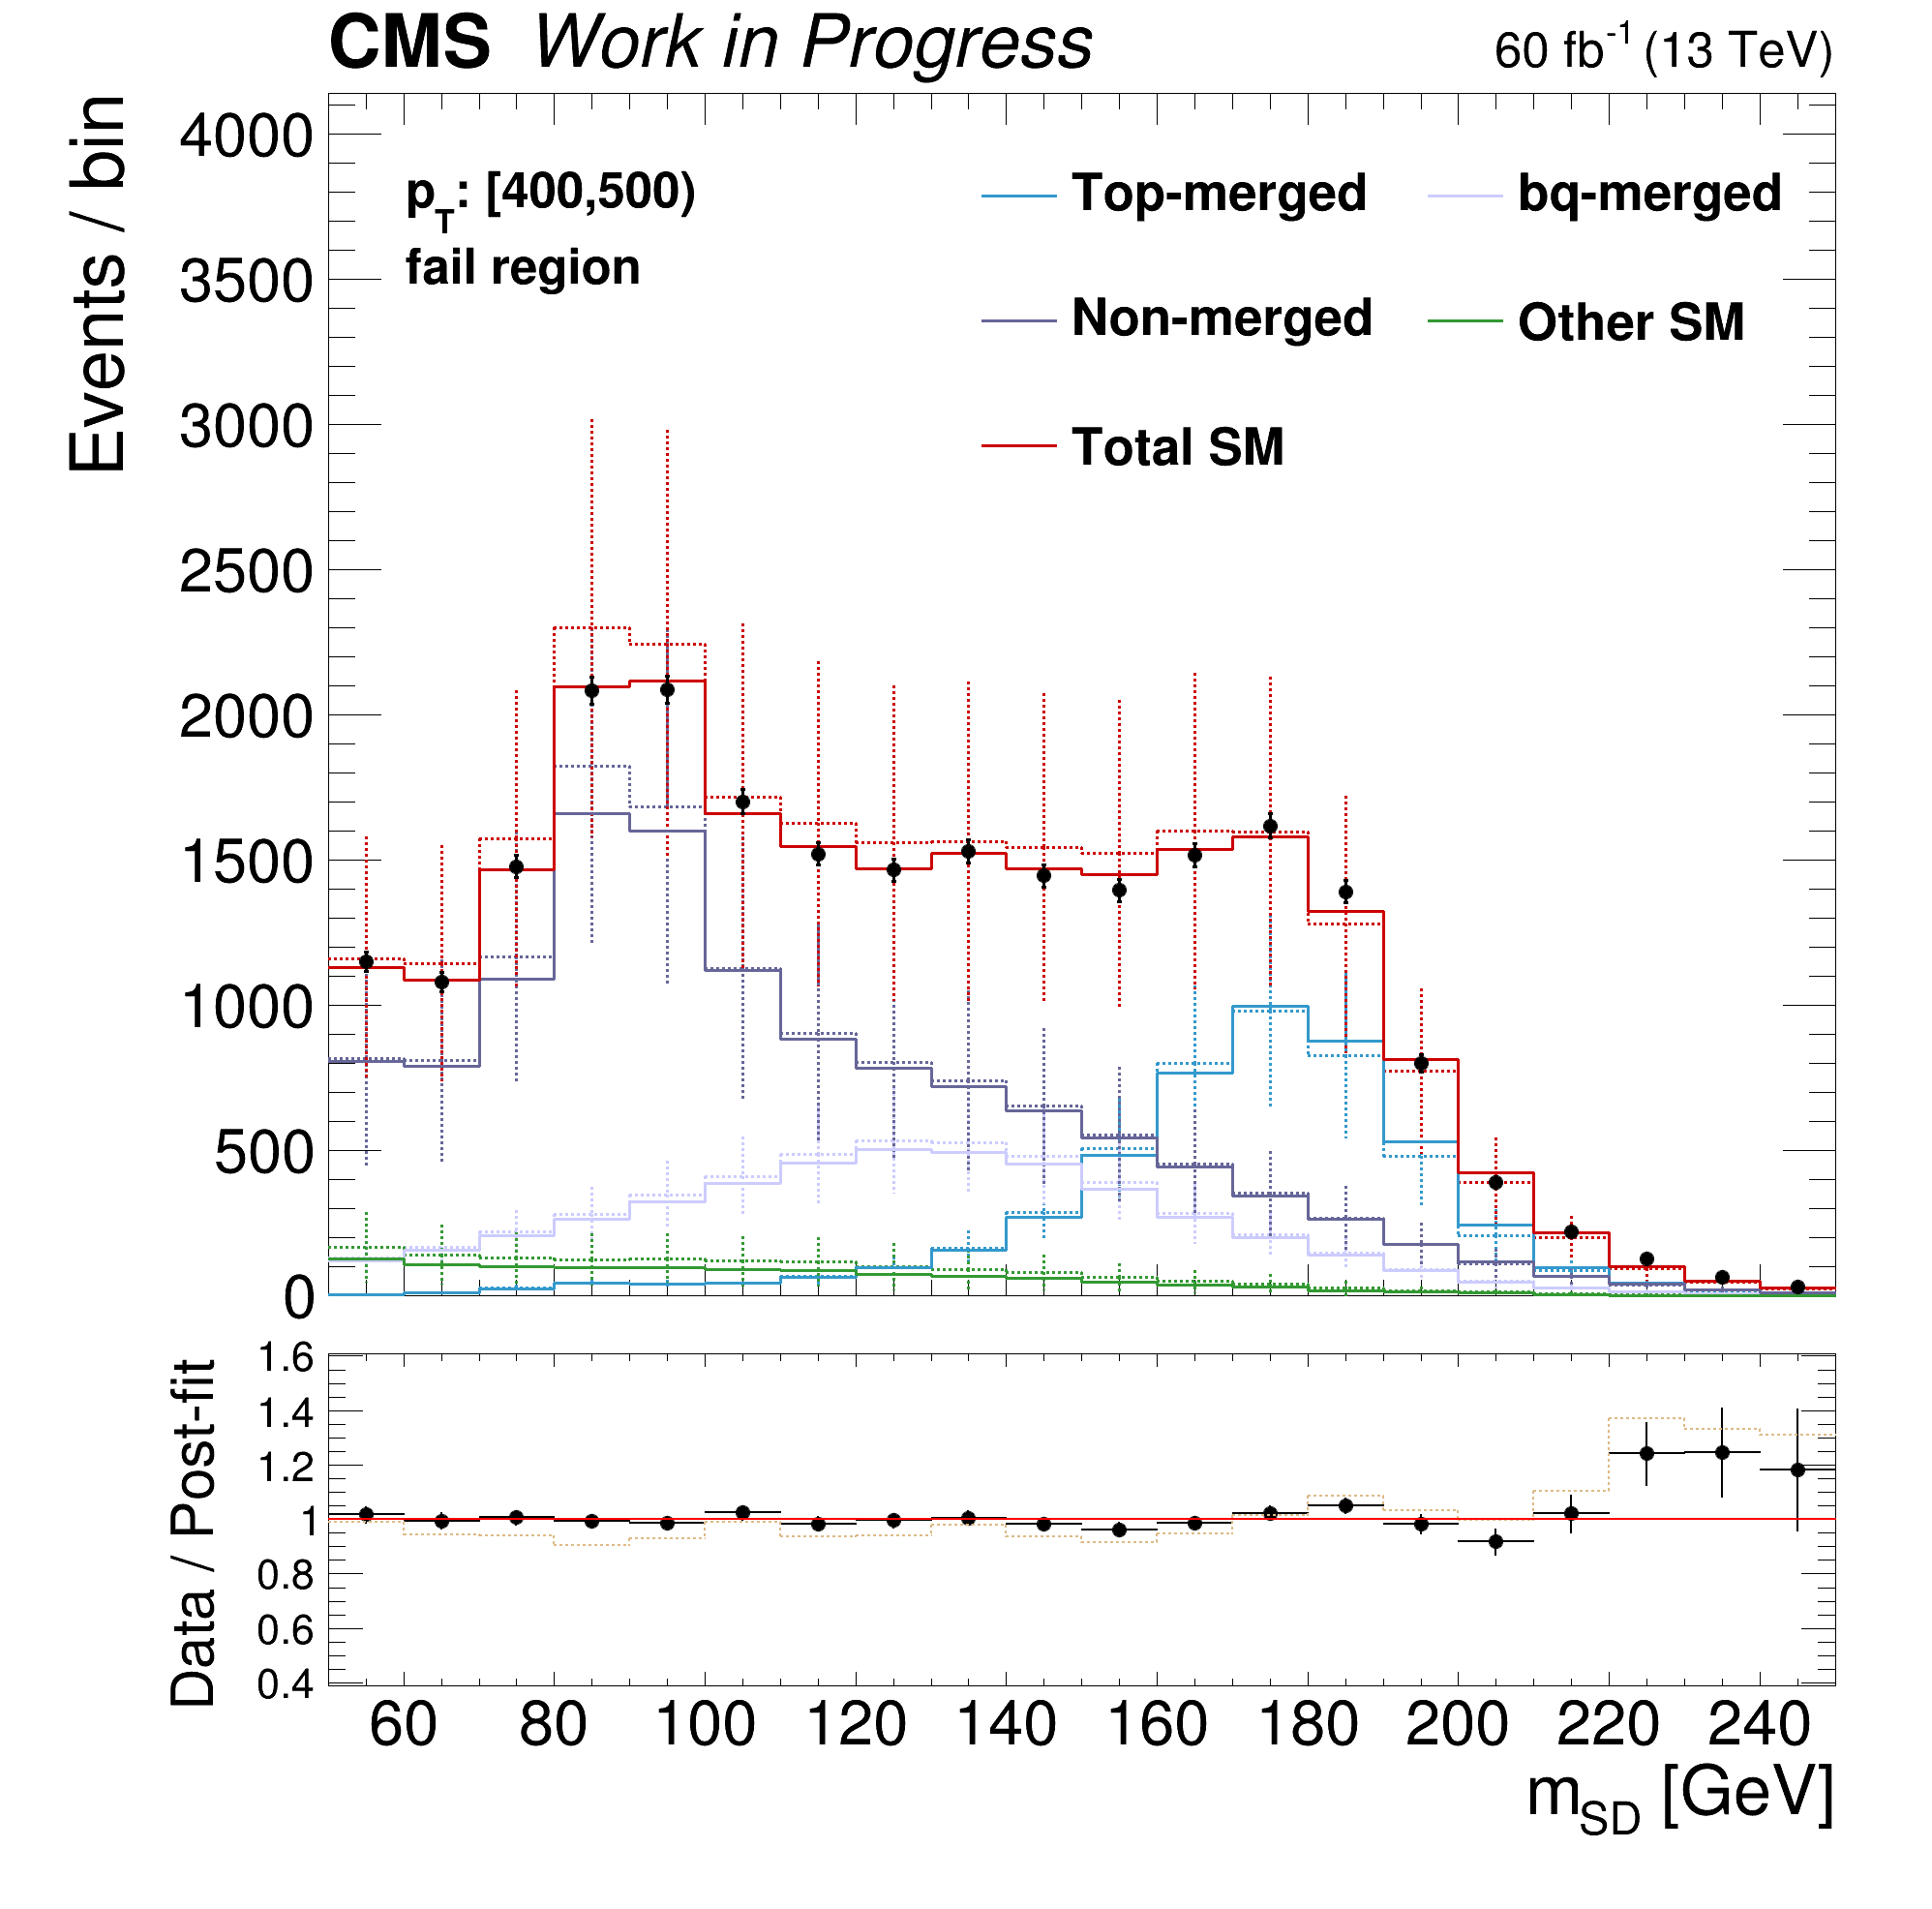 CMS Work in Progress 60 fb-1 (13 TeV)
Events / bin
4000
3500
3000
2500
2000
1500
1000
500
0
pT: [400,500)
fail region
Top-merged
bq-merged
Non-merged
Other SM
Total SM
Data / Post-fit
1.6
1.4
1.2
1
0.8
0.6
0.4
60 80 100 120 140 160 180 200 220 240
mSD [GeV]